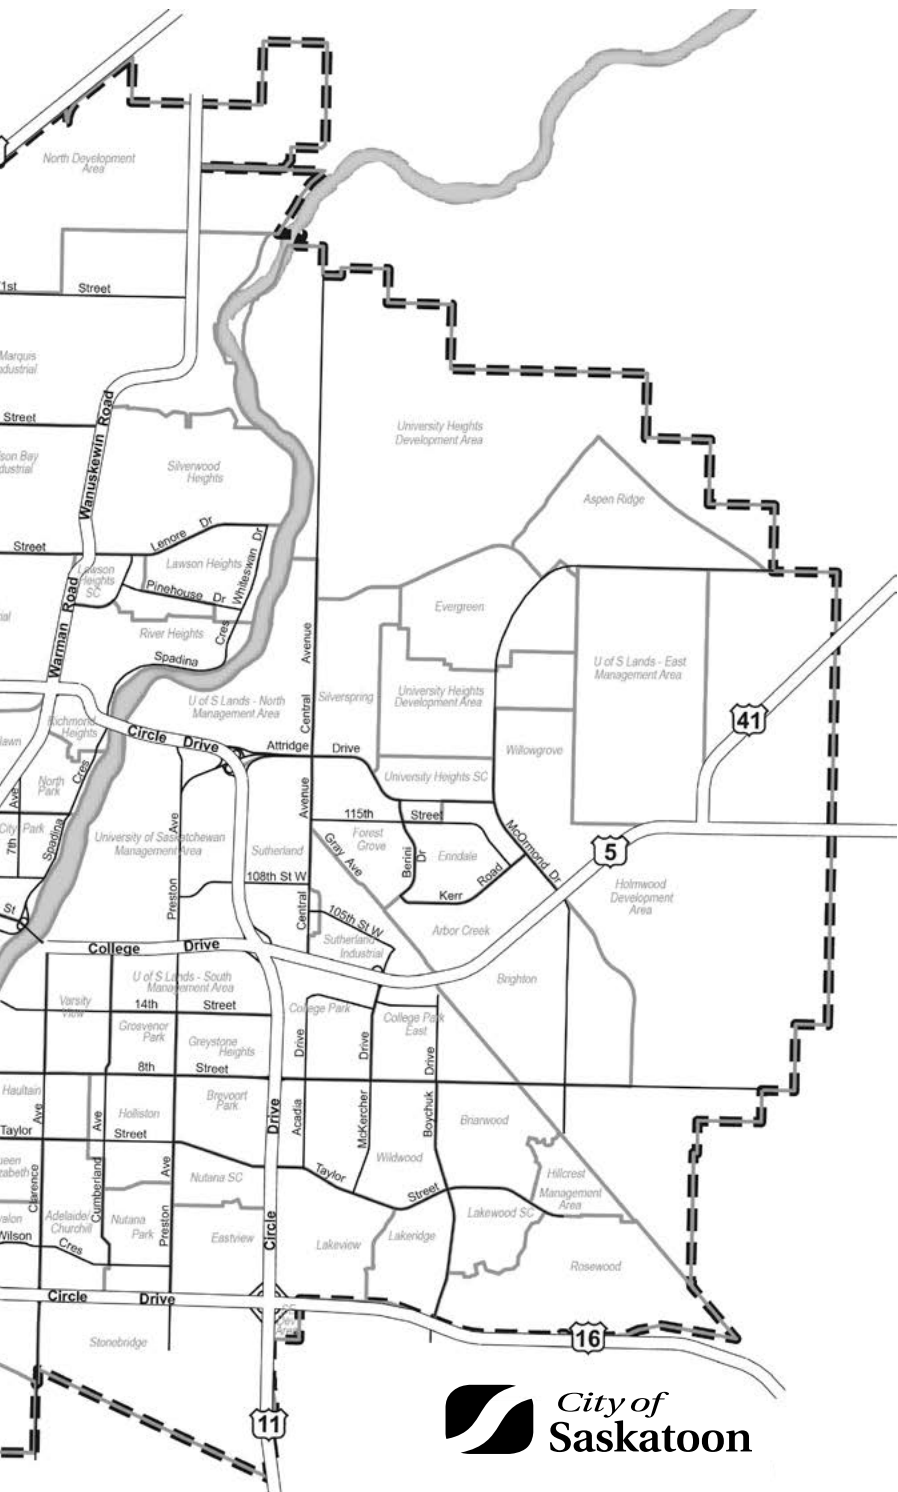 North Development
Area
71st Street
Marquis
Industrial
Street
Wanuskewin Road
Industrial
University Heights
Development Area
Silverwood
Heights
Aspen Ridge
Street
Lenore Dr
Lawson
Heights
SC
Lawson Heights
Whiteswan Dr
Pinehouse Dr
Warman Road
River Heights
Cres
Spadina
Evergreen
Avenue
Central
U of S Lands - North
Management Area
Silverspring
University Heights
Development Area
U of S Lands - East
Management Area
41
Richmond
Heights
Circle Drive
Attridge Drive
Willowgrove
North
Park
Cres
Avenue
University Heights SC
Ave
7th
City Park
Spadina
University of Saskatchewan
Management Area
Ave
Preston
Sutherland
115th Street
Forest
Grove
Gray Ave
Berini
Dr
Erindale
McOrmond Dr
5
108th St W
Kerr Road
Holmwood
Development
Area
St
Central
105th St W
Sutherland
Industrial
Arbor Creek
College Drive
Brighton
U of S Lands - South
Management Area
Varsity
View
14th Street
College Park
College Park
East
Grosvenor
Park
Greystone
Heights
Drive
Drive
Drive
8th Street
Haultain
Ave
Holliston
Ave
Brevoort
Park
Drive
Acadia
McKercher
Boychuk
Briarwood
Taylor Street
Clarence
Cumberland
Ave
Preston
Nutana SC
Taylor Street
Wildwood
Hillcrest
Management
Area
Adelaide/
Churchill
Nutana
Park
Eastview
Circle
Lakeview
Lakeridge
Lakewood SC
Wilson Cres
Rosewood
Circle Drive
16
Stonebridge
11
City of
Saskatoon